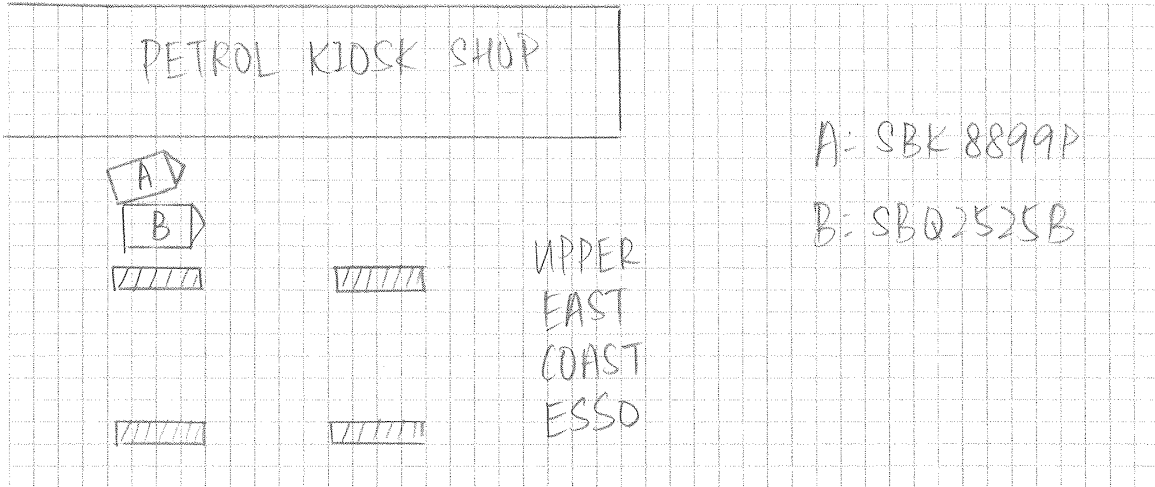 PETROL KIOSK SHOP
A
B
UPPER
EAST
COAST
ESSO
A: SBK 8899P
B: SBQ2525B